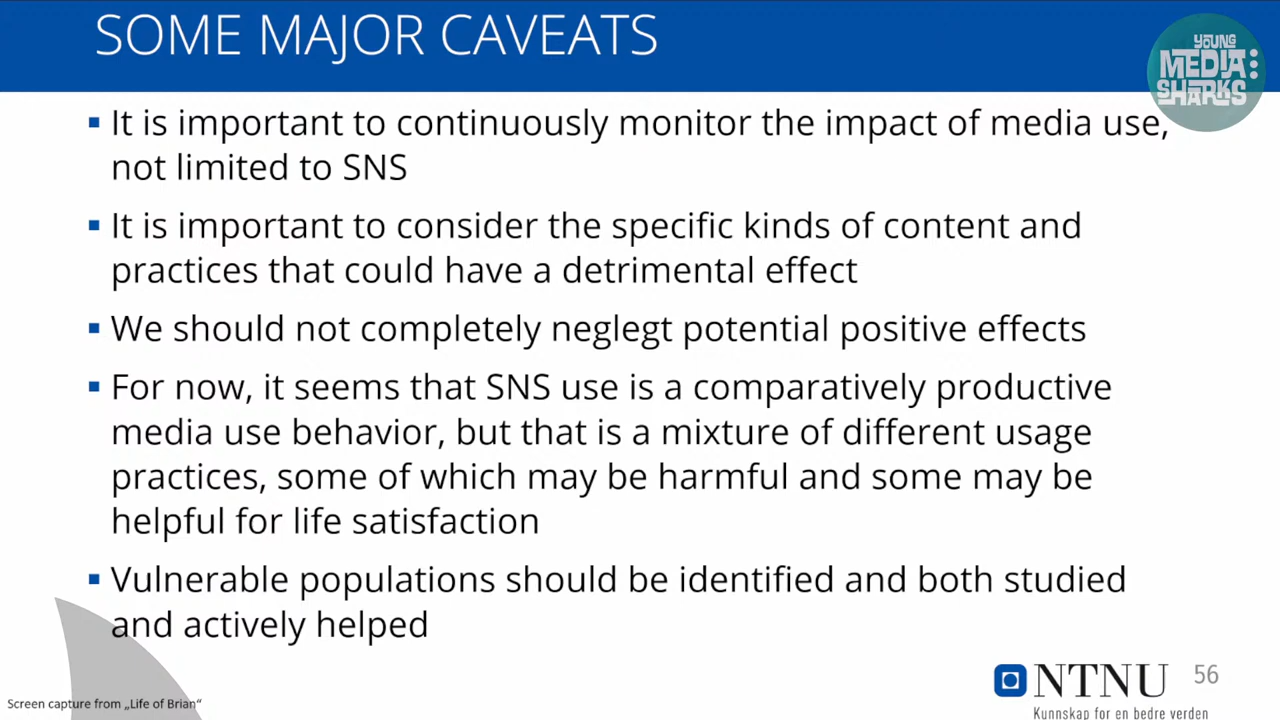 SOME MAJOR CAVEATS
YOUNG
MEDIA:
SHARKS
▪ It is important to continuously monitor the impact of media use,
not limited to SNS
▪ It is important to consider the specific kinds of content and
practices that could have a detrimental effect
▪ We should not completely neglegt potential positive effects
▪ For now, it seems that SNS use is a comparatively productive
media use behavior, but that is a mixture of different usage
practices, some of which may be harmful and some may be
helpful for life satisfaction
▪ Vulnerable populations should be identified and both studied
and actively helped
NTNU 56
Screen capture from „Life of Brian“
Kunnskap for en bedre verden